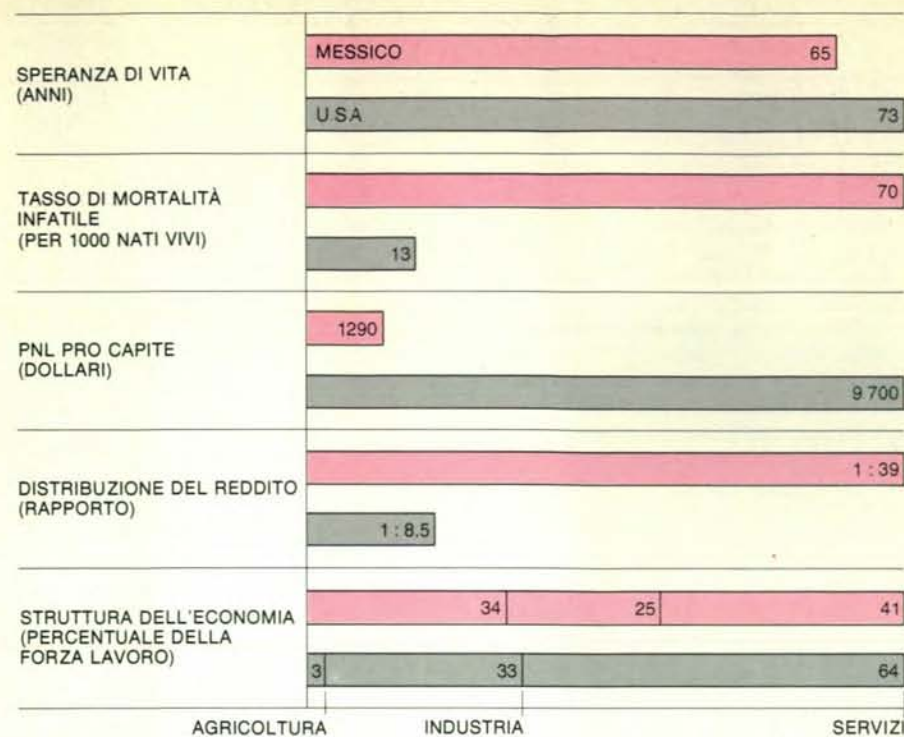 SPERANZA DI VITA
(ANNI)
MESSICO 65
U.S.A 73
TASSO DI MORTALITÀ
INFATILE
(PER 1000 NATI VIVI)
70
13
PNL PRO CAPITE
(DOLLARI)
1290
9.700
DISTRIBUZIONE DEL REDDITO
(RAPPORTO)
1 : 39
1 : 8.5
STRUTTURA DELL'ECONOMIA
(PERCENTUALE DELLA
FORZA LAVORO)
34 25 41
3 33 64
AGRICOLTURA INDUSTRIA SERVIZI